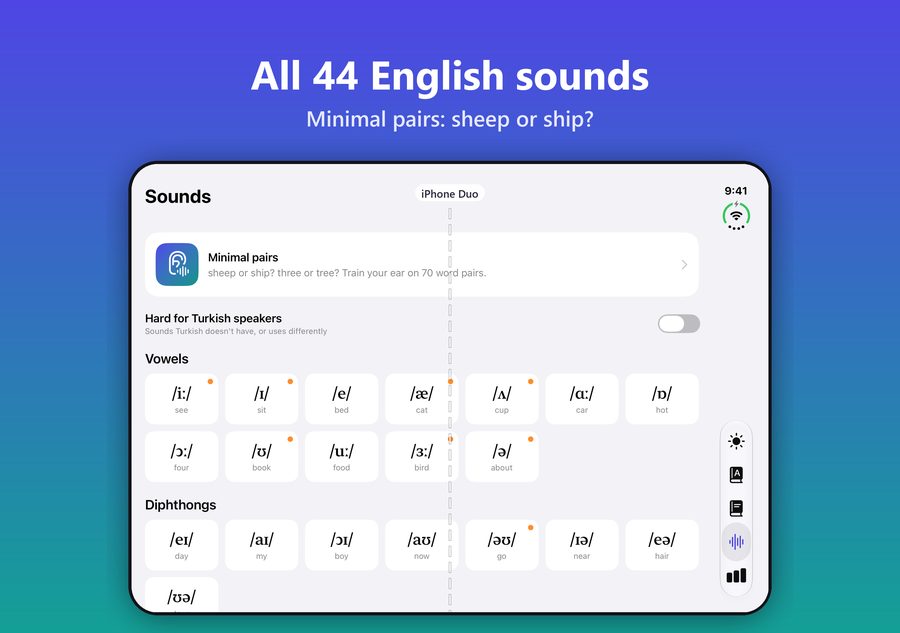 All 44 English sounds
Minimal pairs: sheep or ship?
Sounds
iPhone Duo
9:41
Minimal pairs
sheep or ship? three or tree? Train your ear on 70 word pairs.
Hard for Turkish speakers
Sounds Turkish doesn't have, or uses differently
Vowels
/iː/ /ɪ/ /e/ /æ/ /ʌ/ /ɑː/ /ɒ/
see sit bed cat cup car hot
/ɔː/ /ʊ/ /uː/ /ɜː/ /ə/
four book food bird about
Diphthongs
/eɪ/ /aɪ/ /ɔɪ/ /aʊ/ /əʊ/ /ɪə/ /eə/
day my boy now go near hair
/ʊə/